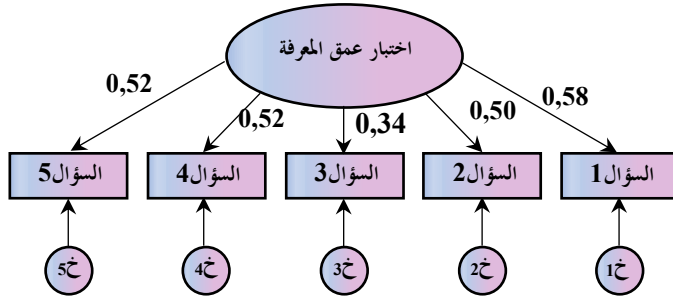 اختبار عمق المعرفة
0,58
0,50
0,34
0,52
0,52
السؤال1
السؤال2
السؤال3
السؤال4
السؤال5
خ1
خ2
خ3
خ4
خ5